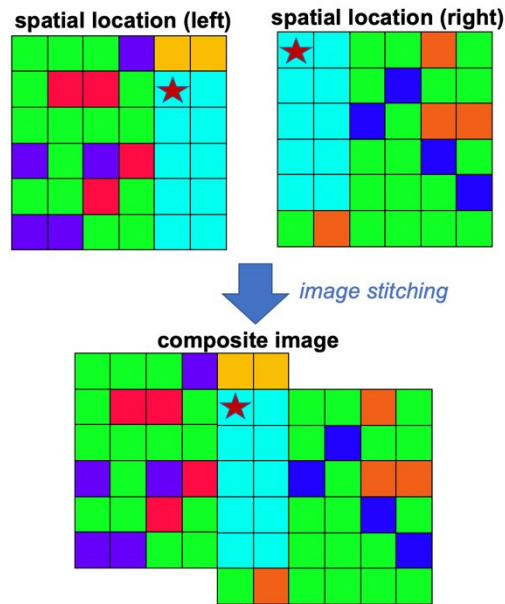 spatial location (left)
spatial location (right)
image stitching
composite image